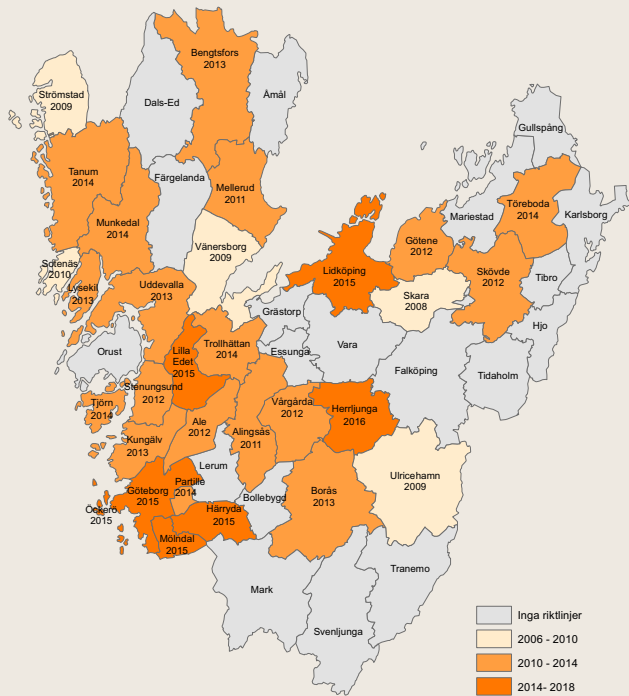 Bengtsfors
2013
Strömstad
2009
Dals-Ed
Åmål
Gullspång
Tanum
2014
Färgelanda
Mellerud
2011
Töreboda
2014
Mariestad
Karlsborg
Munkedal
2014
Vänersborg
2009
Götene
2012
Sotenäs
2010
Lidköping
2015
Skövde
2012
Tibro
Lysekil
2013
Uddevalla
2013
Skara
2008
Grästorp
Hjo
Orust
Lilla
Edet
2015
Trollhättan
2014
Essunga
Vara
Falköping
Tidaholm
Stenungsund
2012
Tjörn
2014
Vårgårda
2012
Herrljunga
2016
Ale
2012
Alingsås
2011
Kungälv
2013
Lerum
Ulricehamn
2009
Göteborg
2015
Partille
2014
Bollebygd
Borås
2013
Öckerö
2015
Härryda
2015
Mölndal
2015
Tranemo
Mark
Svenljunga
Inga riktlinjer
2006 - 2010
2010 - 2014
2014- 2018